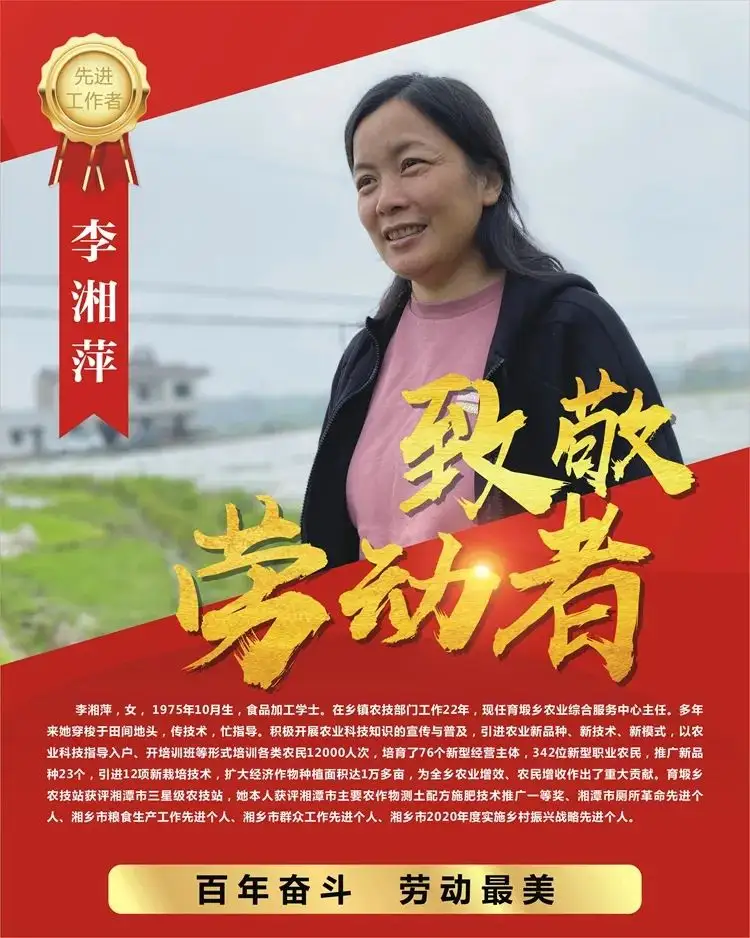 先进
工作者
李湘萍
致敬
劳动者
李湘萍，女， 1975年10月生，食品加工学士。在乡镇农技部门工作22年，现任育塅乡农业综合服务中心主任。多年
来她穿梭于田间地头，传技术，忙指导。积极开展农业科技知识的宣传与普及，引进农业新品种、新技术、新模式，以农
业科技指导入户、开培训班等形式培训各类农民12000人次，培育了76个新型经营主体，342位新型职业农民，推广新品
种23个，引进12项新栽培技术，扩大经济作物种植面积达1万多亩，为全乡农业增效、农民增收作出了重大贡献。育塅乡
农技站获评湘潭市三星级农技站，她本人获评湘潭市主要农作物测土配方施肥技术推广一等奖、湘潭市厕所革命先进个
人、湘乡市粮食生产工作先进个人、湘乡市群众工作先进个人、湘乡市2020年度实施乡村振兴战略先进个人。
百年奋斗 劳动最美